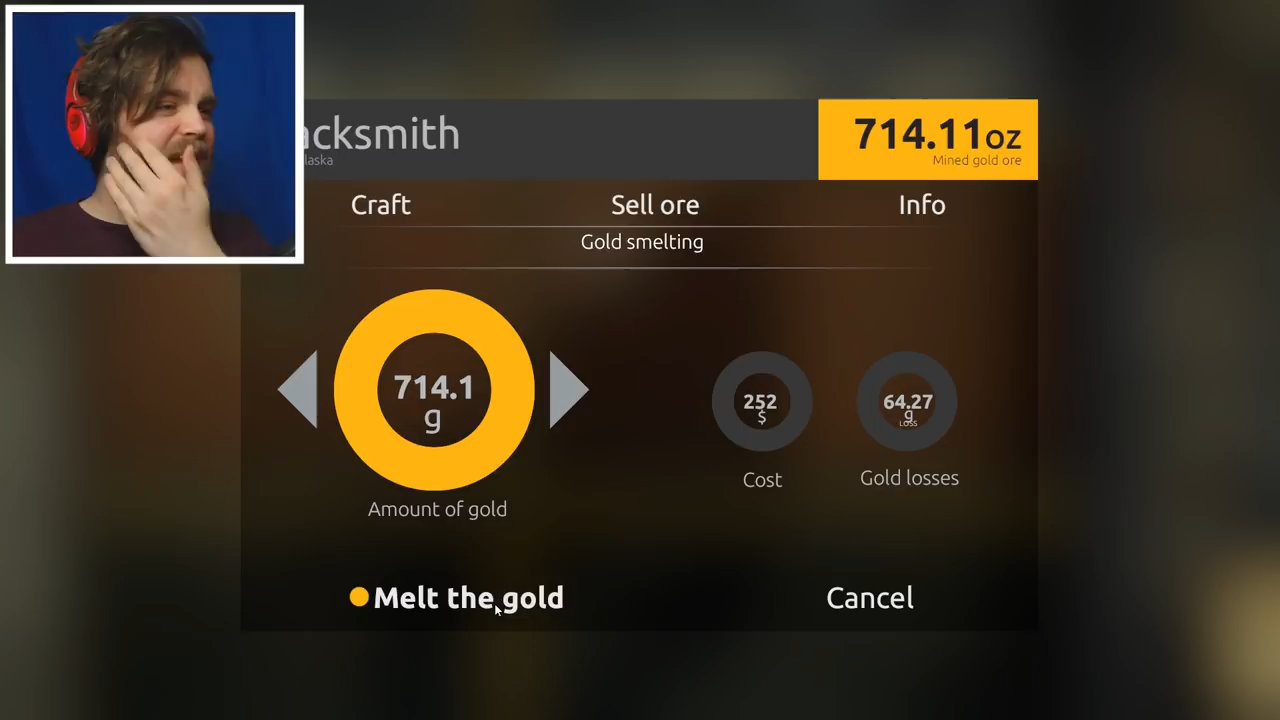 acksmith
laska
714.11oz
Mined gold ore
Craft
Sell ore
Info
Gold smelting
714.1
g
Amount of gold
252
$
Cost
64.27
g
LOSS
Gold losses
Melt the gold
Cancel